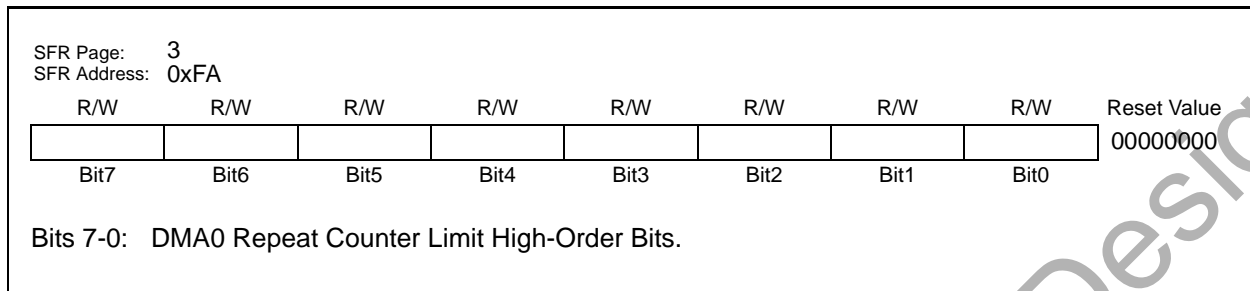 SFR Page: 3
SFR Address: 0xFA
R/W R/W R/W R/W R/W R/W R/W R/W Reset Value
00000000
Bit7 Bit6 Bit5 Bit4 Bit3 Bit2 Bit1 Bit0
Bits 7-0: DMA0 Repeat Counter Limit High-Order Bits.